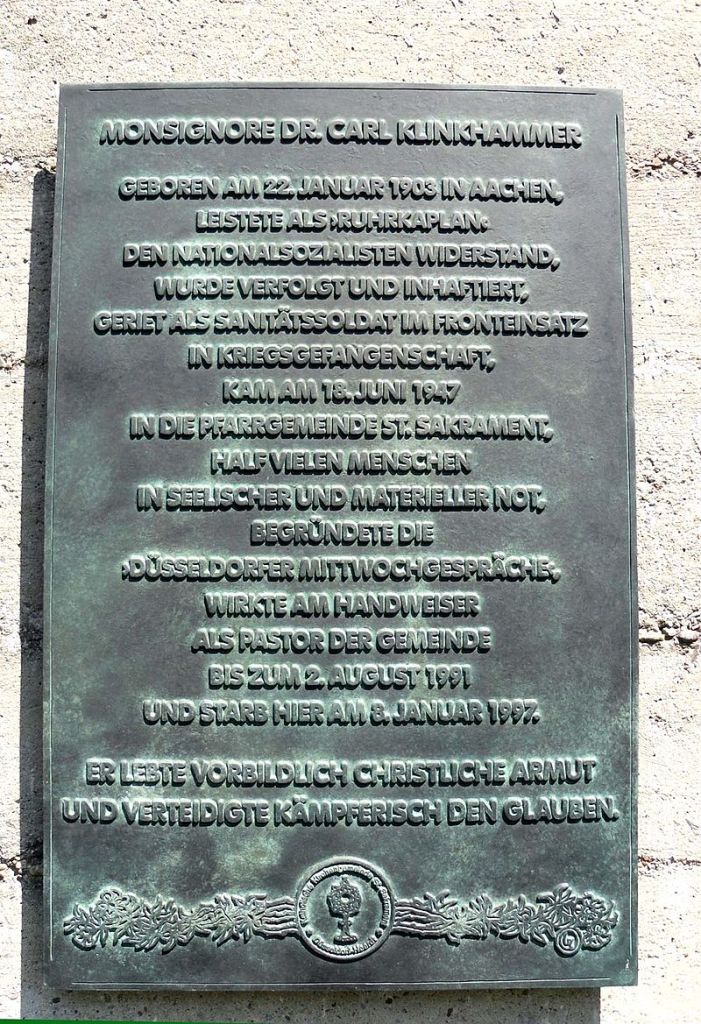 MONSIGNORE DR. CARL KLINKHAMMER
GEBOREN AM 22. JANUAR 1903 IN AACHEN,
LEISTETE ALS ›RUHRKAPLAN‹
DEN NATIONALSOZIALISTEN WIDERSTAND,
WURDE VERFOLGT UND INHAFTIERT,
GERIET ALS SANITÄTSSOLDAT IM FRONTEINSATZ
IN KRIEGSGEFANGENSCHAFT,
KAM AM 18. JUNI 1947
IN DIE PFARRGEMEINDE ST. SAKRAMENT,
HALF VIELEN MENSCHEN
IN SEELISCHER UND MATERIELLER NOT,
BEGRÜNDETE DIE
›DÜSSELDORFER MITTWOCHGESPRÄCHE‹,
WIRKTE AM HANDWEISER
ALS PASTOR DER GEMEINDE
BIS ZUM 2. AUGUST 1991
UND STARB HIER AM 8. JANUAR 1997.
ER LEBTE VORBILDLICH CHRISTLICHE ARMUT
UND VERTEIDIGTE KÄMPFERISCH DEN GLAUBEN.
Kirchengemeinde
Düsseldorf-Heerdt